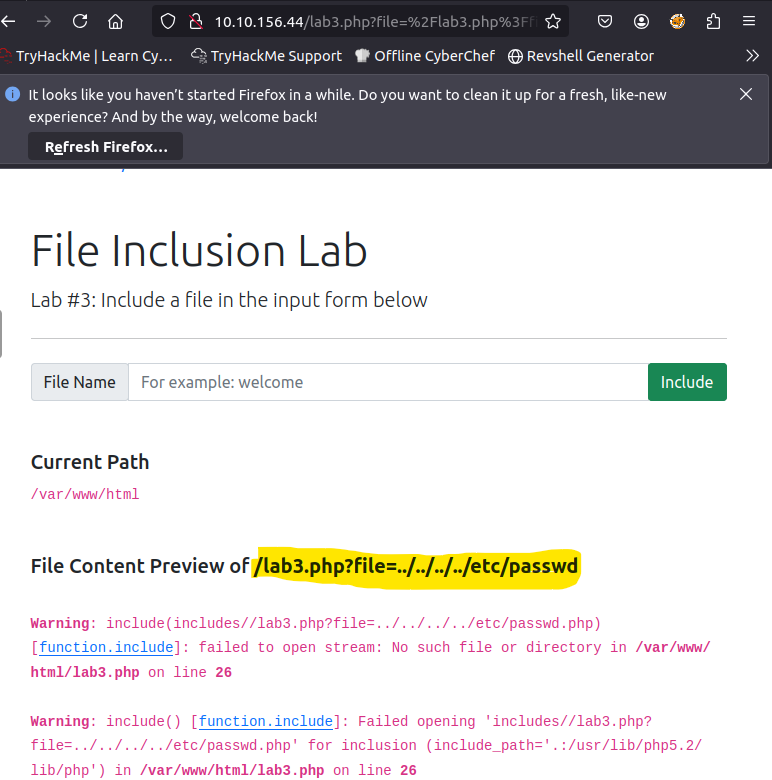 10.10.156.44/lab3.php?file=%2Flab3.php%3Ff
TryHackMe | Learn Cy… TryHackMe Support Offline CyberChef Revshell Generator
It looks like you haven’t started Firefox in a while. Do you want to clean it up for a fresh, like-new
experience? And by the way, welcome back!
Refresh Firefox…
File Inclusion Lab
Lab #3: Include a file in the input form below
File Name For example: welcome Include
Current Path
/var/www/html
File Content Preview of /lab3.php?file=../../../../etc/passwd
Warning: include(includes//lab3.php?file=../../../../etc/passwd.php)
[function.include]: failed to open stream: No such file or directory in /var/www/
html/lab3.php on line 26
Warning: include() [function.include]: Failed opening 'includes//lab3.php?
file=../../../../etc/passwd.php' for inclusion (include_path='.:/usr/lib/php5.2/
lib/php') in /var/www/html/lab3.php on line 26